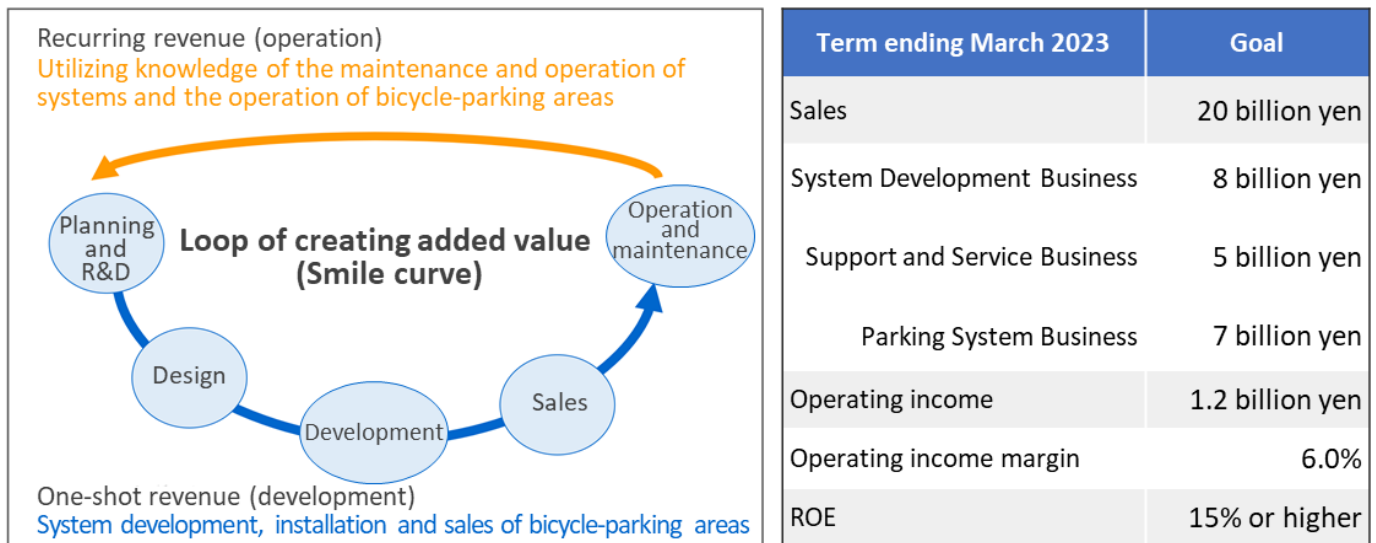 Recurring revenue (operation)
Utilizing knowledge of the maintenance and operation of
systems and the operation of bicycle-parking areas
Planning
and
R&D
Loop of creating added value
(Smile curve)
Operation
and
maintenance
Design
Development
Sales
One-shot revenue (development)
System development, installation and sales of bicycle-parking areas
Term ending March 2023 Goal
Sales 20 billion yen
System Development Business 8 billion yen
Support and Service Business 5 billion yen
Parking System Business 7 billion yen
Operating income 1.2 billion yen
Operating income margin 6.0%
ROE 15% or higher